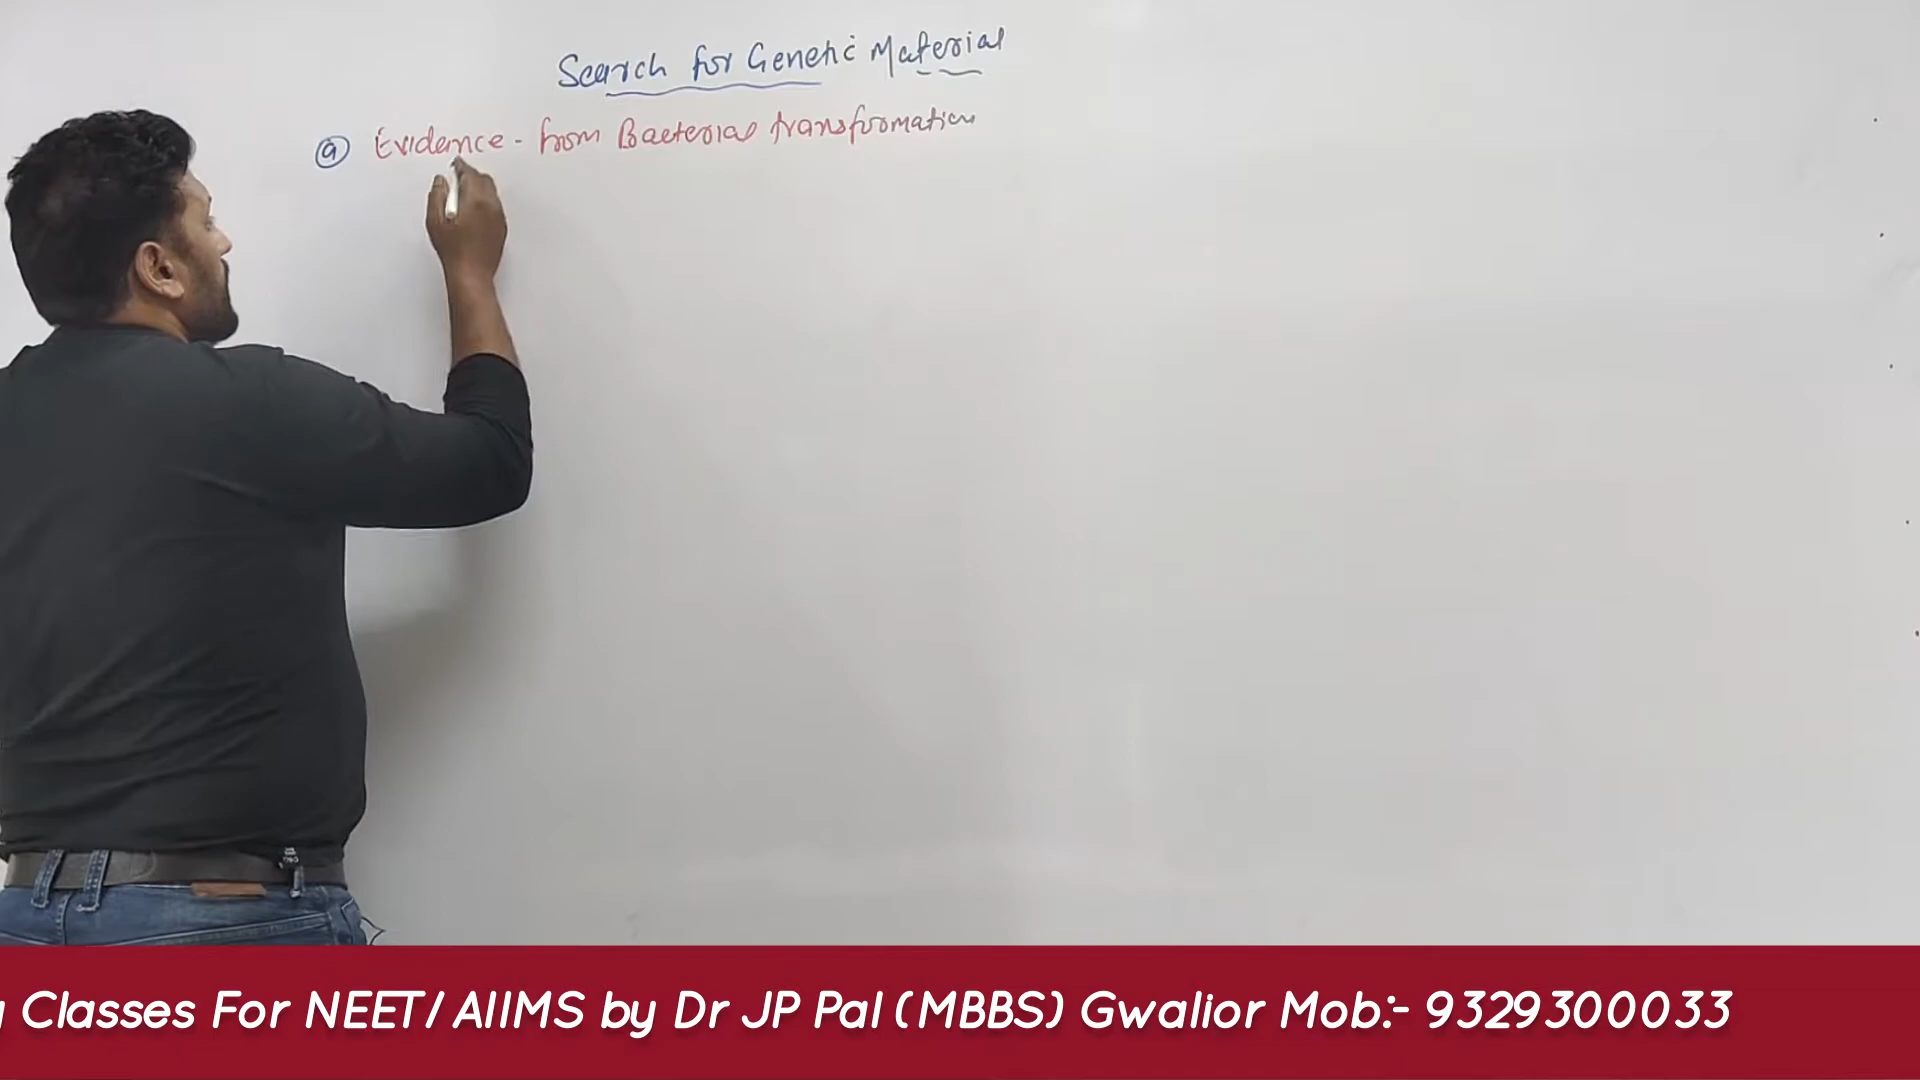 Search for Genetic Material
(a) Evidence - from Bacterial transformation
Classes For NEET/ AIIMS by Dr JP Pal (MBBS) Gwalior Mob:- 9329300033